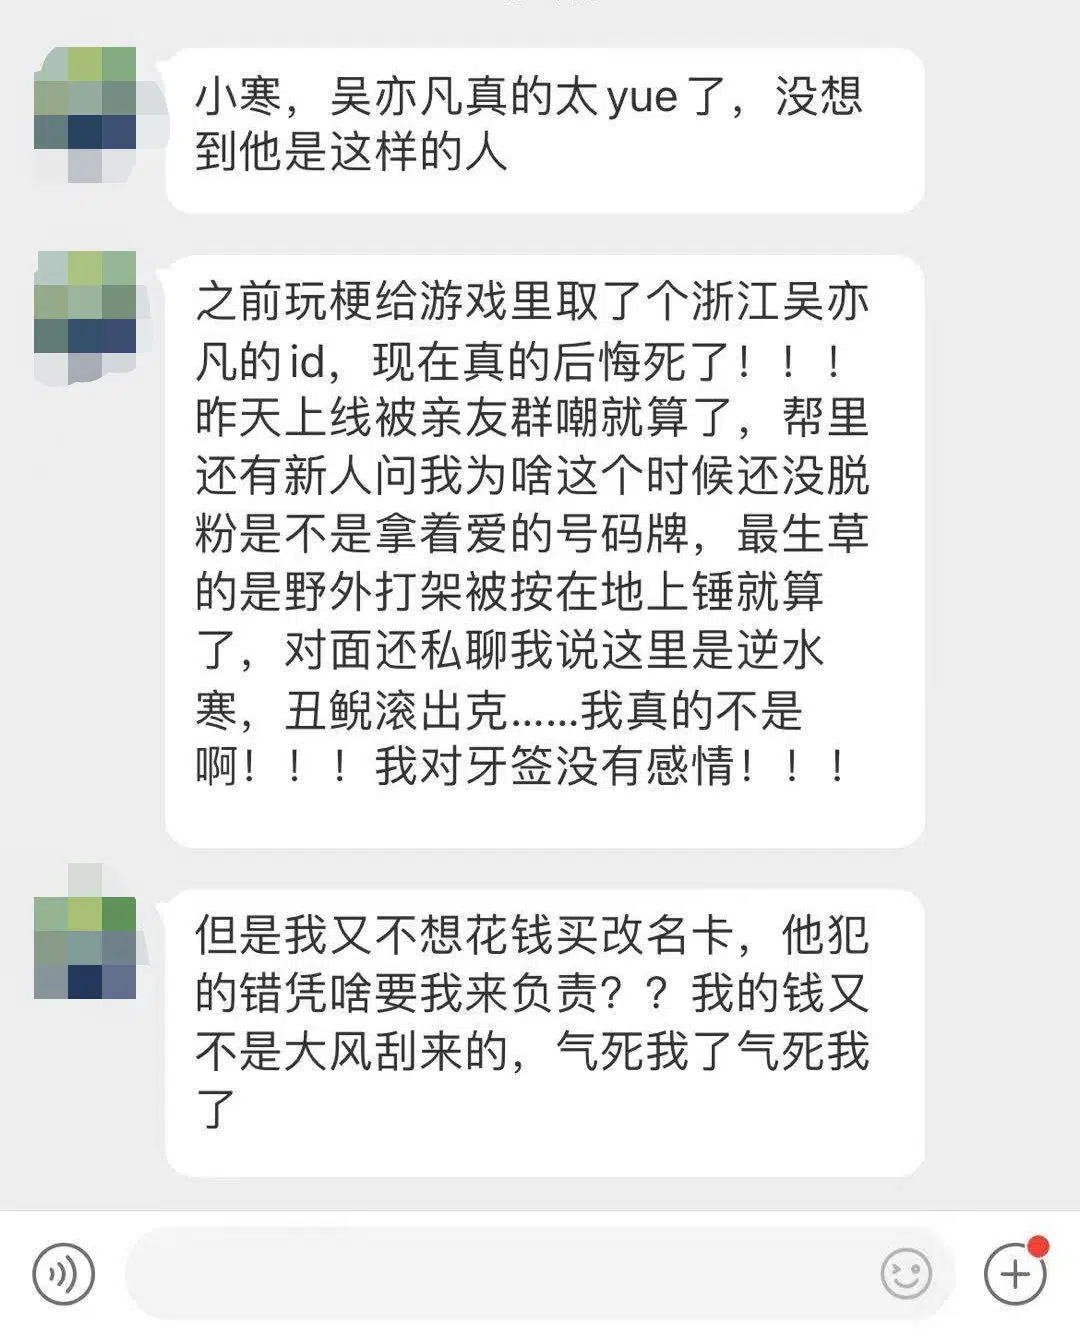 小寒，吴亦凡真的太yue了，没想
到他是这样的人
之前玩梗给游戏里取了个浙江吴亦
凡的id，现在真的后悔死了！！！
昨天上线被亲友群嘲就算了，帮里
还有新人问我为啥这个时候还没脱
粉是不是拿着爱的号码牌，最生草
的是野外打架被按在地上锤就算
了，对面还私聊我说这里是逆水
寒，丑鲵滚出克......我真的不是
啊！！！我对牙签没有感情！！！
但是我又不想花钱买改名卡，他犯
的错凭啥要我来负责？？我的钱又
不是大风刮来的，气死我了气死我
了